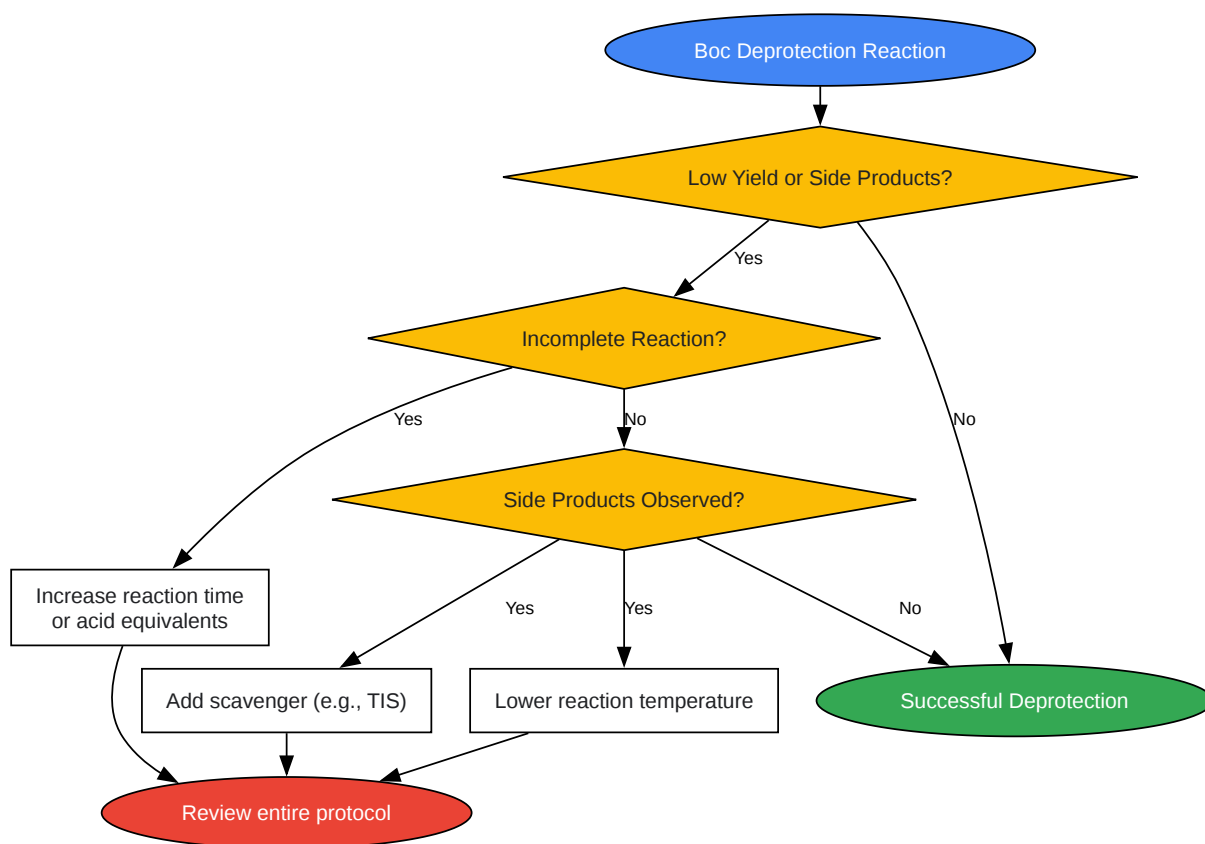 Boc Deprotection Reaction
Low Yield or Side Products?
Yes
Incomplete Reaction?
Yes
No
No
Side Products Observed?
Increase reaction time
or acid equivalents
Yes
Yes
No
Add scavenger (e.g., TIS)
Lower reaction temperature
Successful Deprotection
Review entire protocol